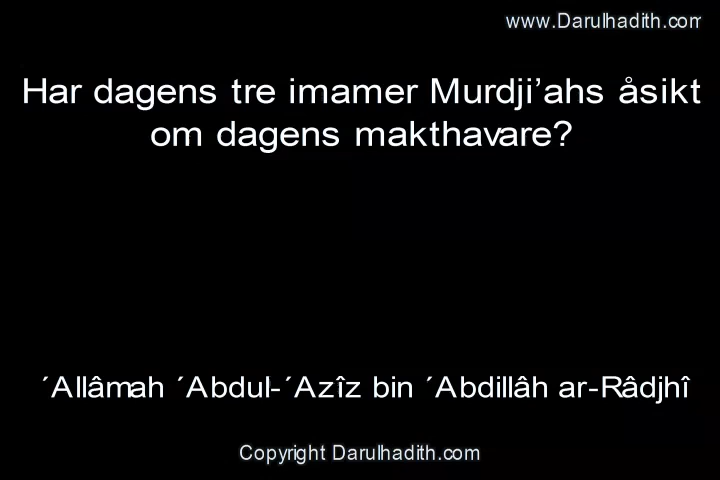 www.Darulhadith.com
Har dagens tre imamer Murdji’ahs åsikt
om dagens makthavare?
´Allâmah ´Abdul-´Azîz bin ´Abdillâh ar-Râdjhî
Copyright Darulhadith.com